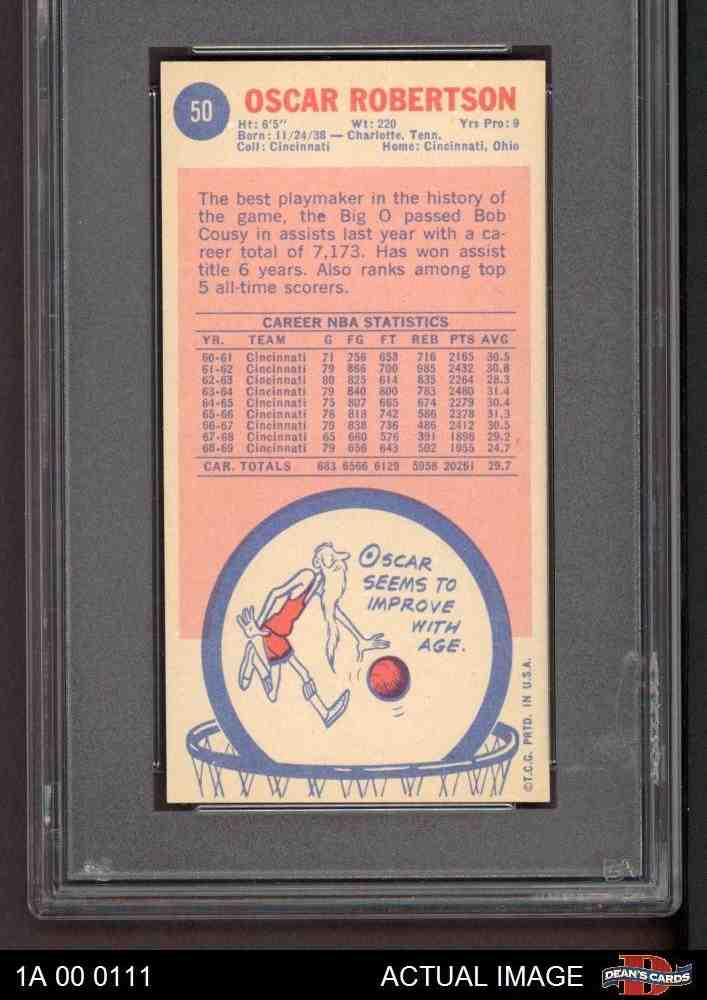 50 OSCAR ROBERTSON
Ht: 6'5" Wt: 220 Yrs Pro: 9
Born: 11/24/38 — Charlotte, Tenn.
Coll: Cincinnati Home: Cincinnati, Ohio
The best playmaker in the history of
the game, the Big O passed Bob
Cousy in assists last year with a ca-
reer total of 7,173. Has won assist
title 6 years. Also ranks among top
5 all-time scorers.
CAREER NBA STATISTICS
YR. TEAM G FG FT REB PTS AVG
60-61 Cincinnati 71 756 653 716 2165 30.5
61-62 Cincinnati 79 866 700 985 2432 30.8
62-63 Cincinnati 80 825 614 835 2264 28.3
63-64 Cincinnati 79 840 800 783 2480 31.4
64-65 Cincinnati 75 807 665 674 2279 30.4
65-66 Cincinnati 76 818 742 586 2378 31.3
66-67 Cincinnati 79 838 736 486 2412 30.5
67-68 Cincinnati 65 660 576 391 1896 29.2
68-69 Cincinnati 79 656 643 502 1955 24.7
CAR. TOTALS 683 6566 6129 5958 20261 29.7
OSCAR
SEEMS TO
IMPROVE
WITH
AGE.
©T.C.G. PRTD. IN U.S.A.
1A 00 0111 ACTUAL IMAGE DEAN'S CARDS